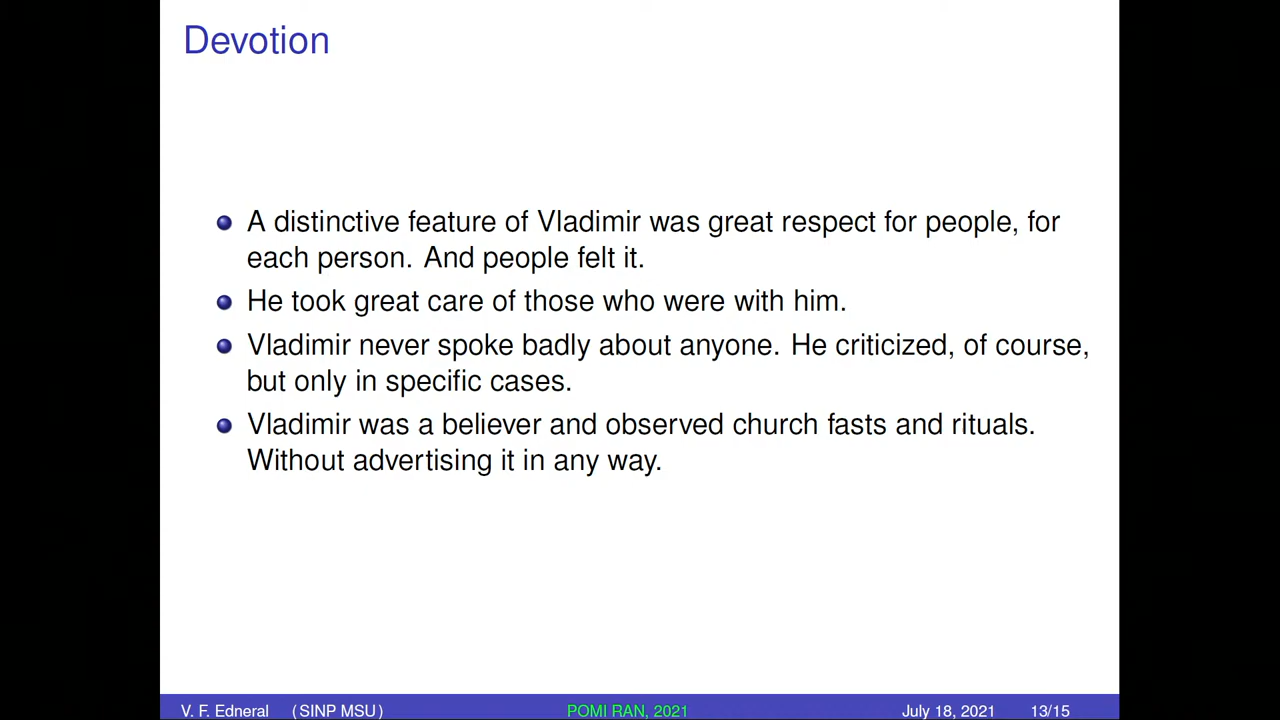 Devotion
A distinctive feature of Vladimir was great respect for people, for
each person. And people felt it.
He took great care of those who were with him.
Vladimir never spoke badly about anyone. He criticized, of course,
but only in specific cases.
Vladimir was a believer and observed church fasts and rituals.
Without advertising it in any way.
V. F. Edneral (SINP MSU) POMI RAN, 2021 July 18, 2021 13/15